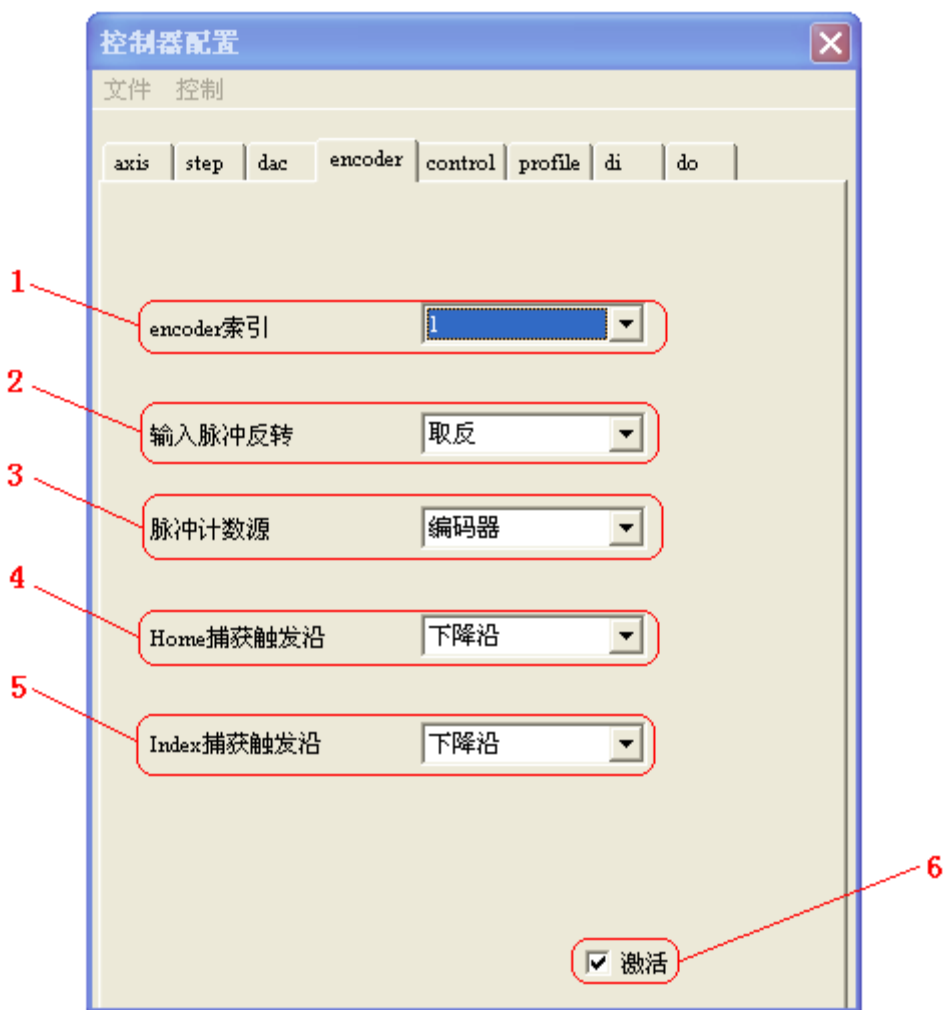 控制器配置
文件 控制
axis step dac encoder control profile di do
1
encoder索引 1
2
输入脉冲反转 取反
3
脉冲计数源 编码器
4
Home捕获触发沿 下降沿
5
Index捕获触发沿 下降沿
6
激活